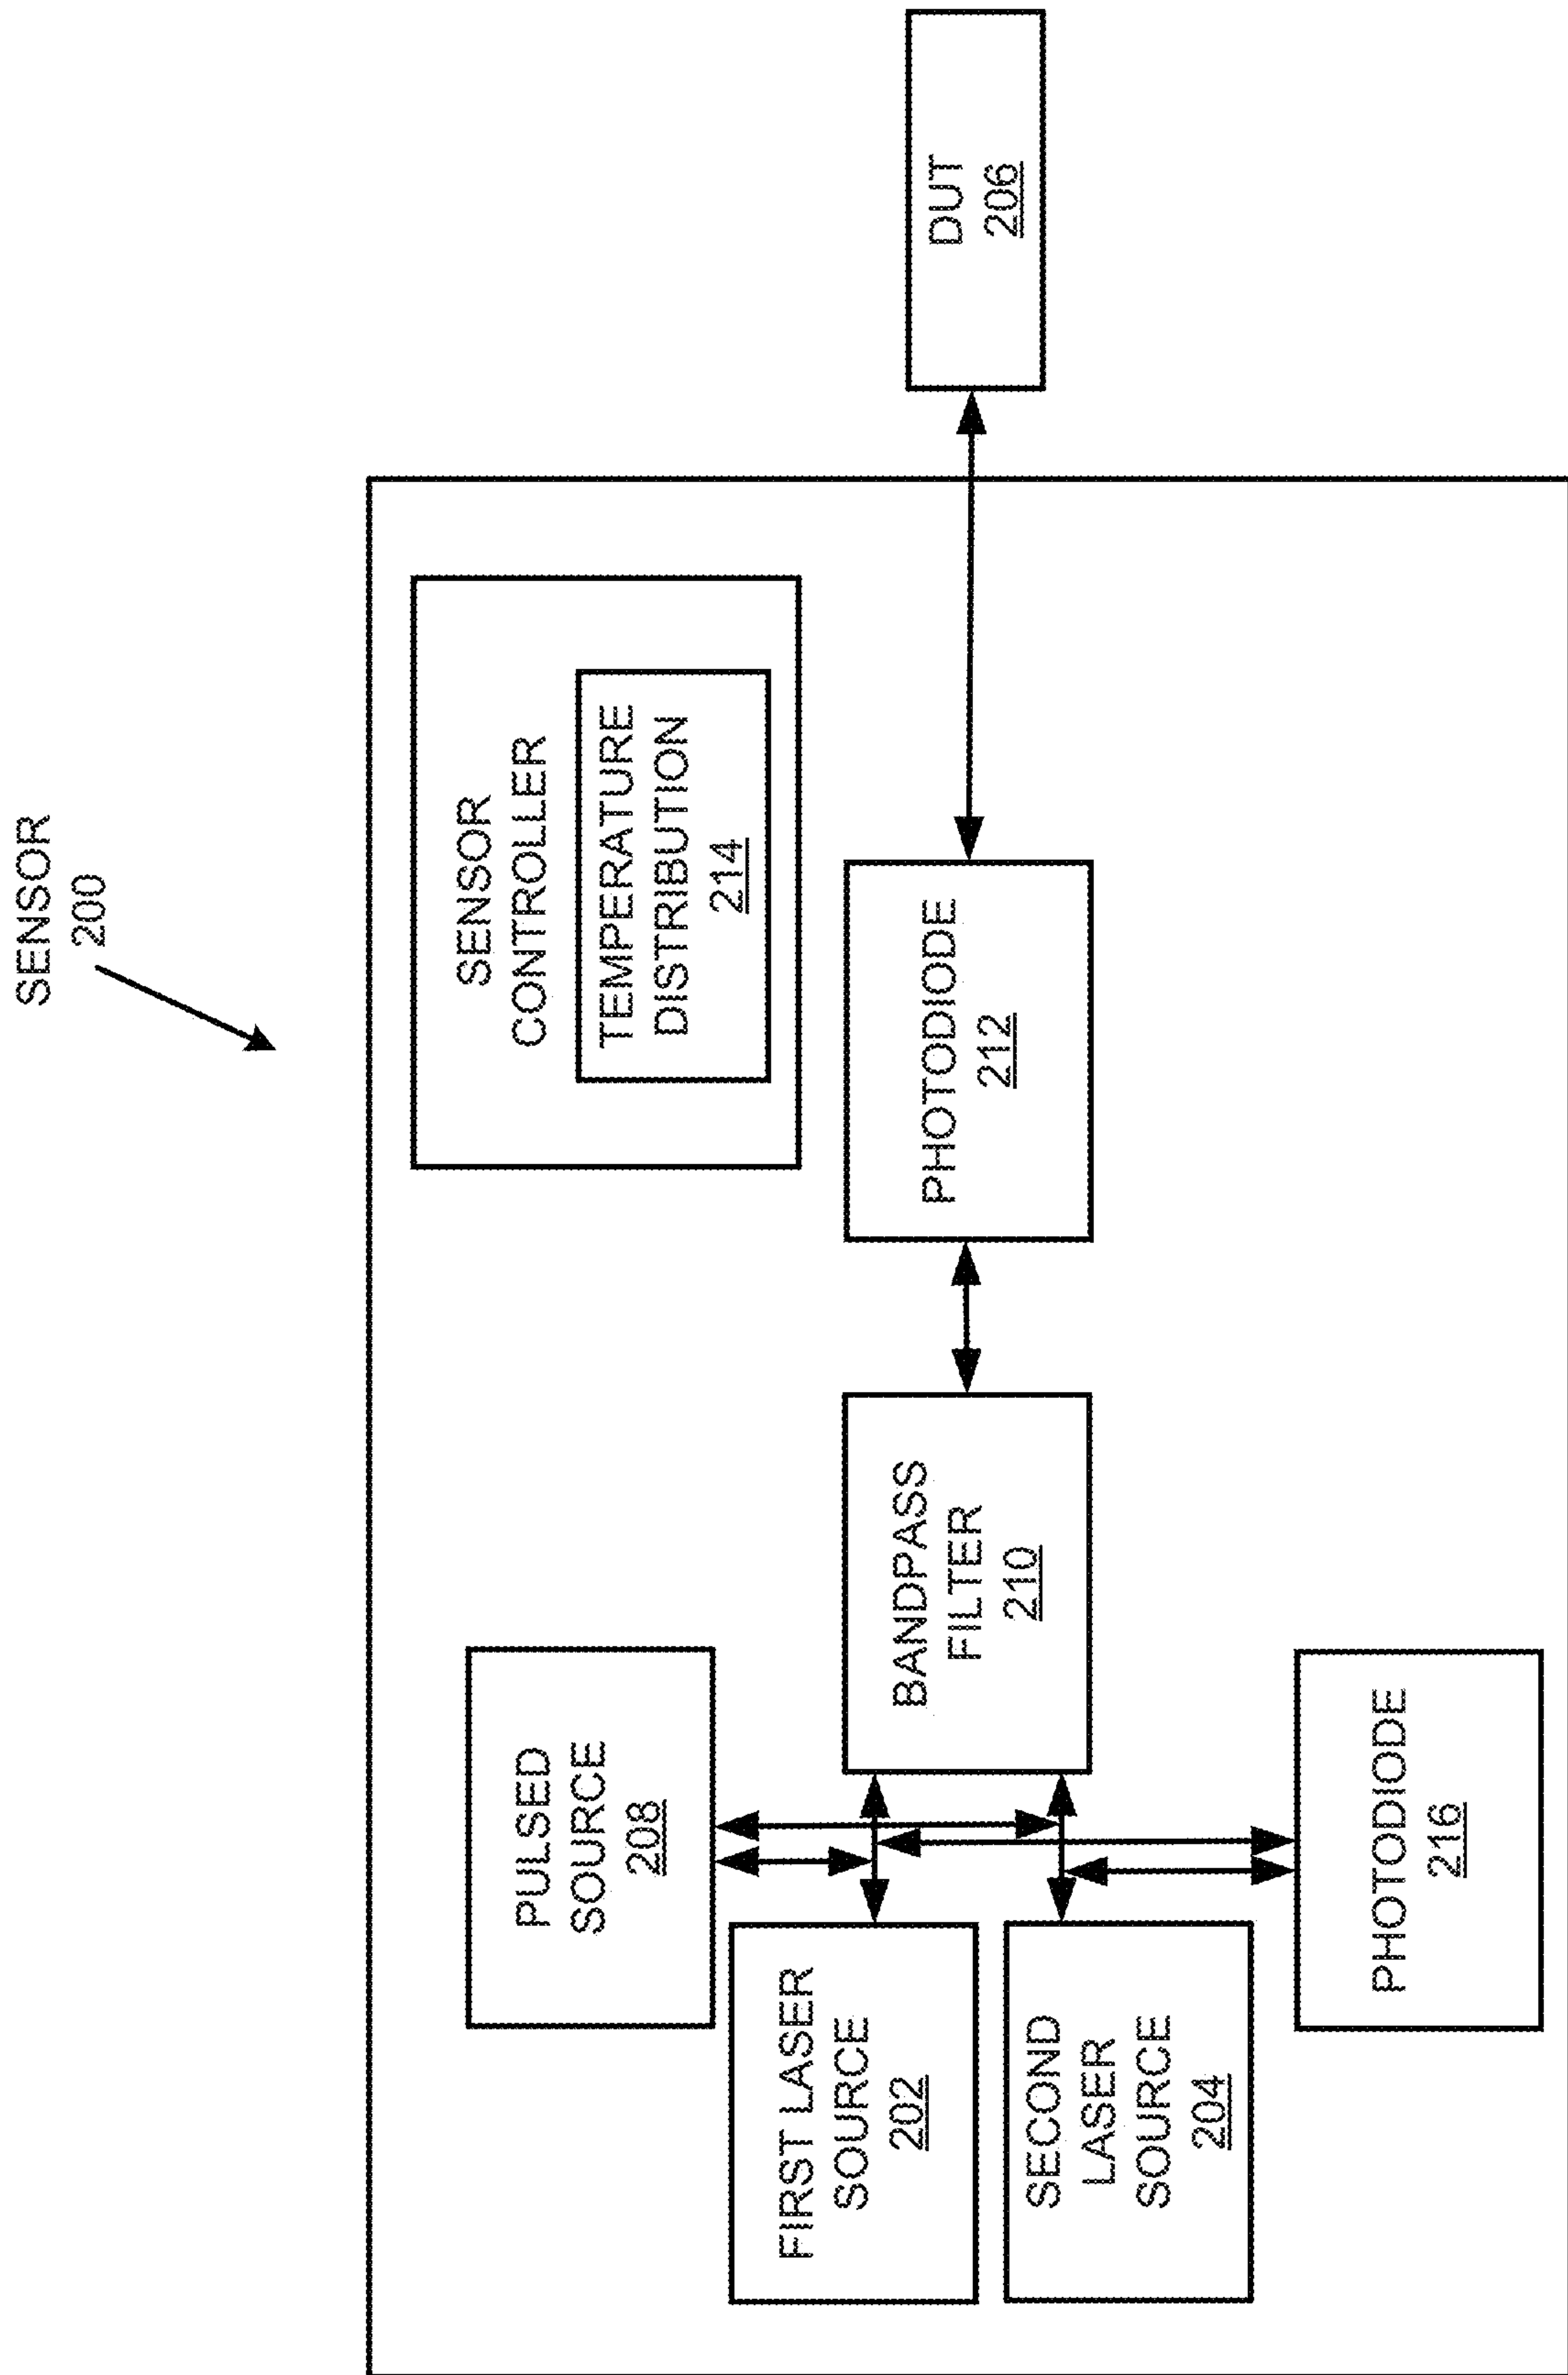 SENSOR
200
SENSOR
CONTROLLER
TEMPERATURE
DISTRIBUTION
214
PULSED
SOURCE
208
FIRST LASER
SOURCE
202
SECOND
LASER
SOURCE
204
BANDPASS
FILTER
210
PHOTODIODE
212
DUT
206
PHOTODIODE
216